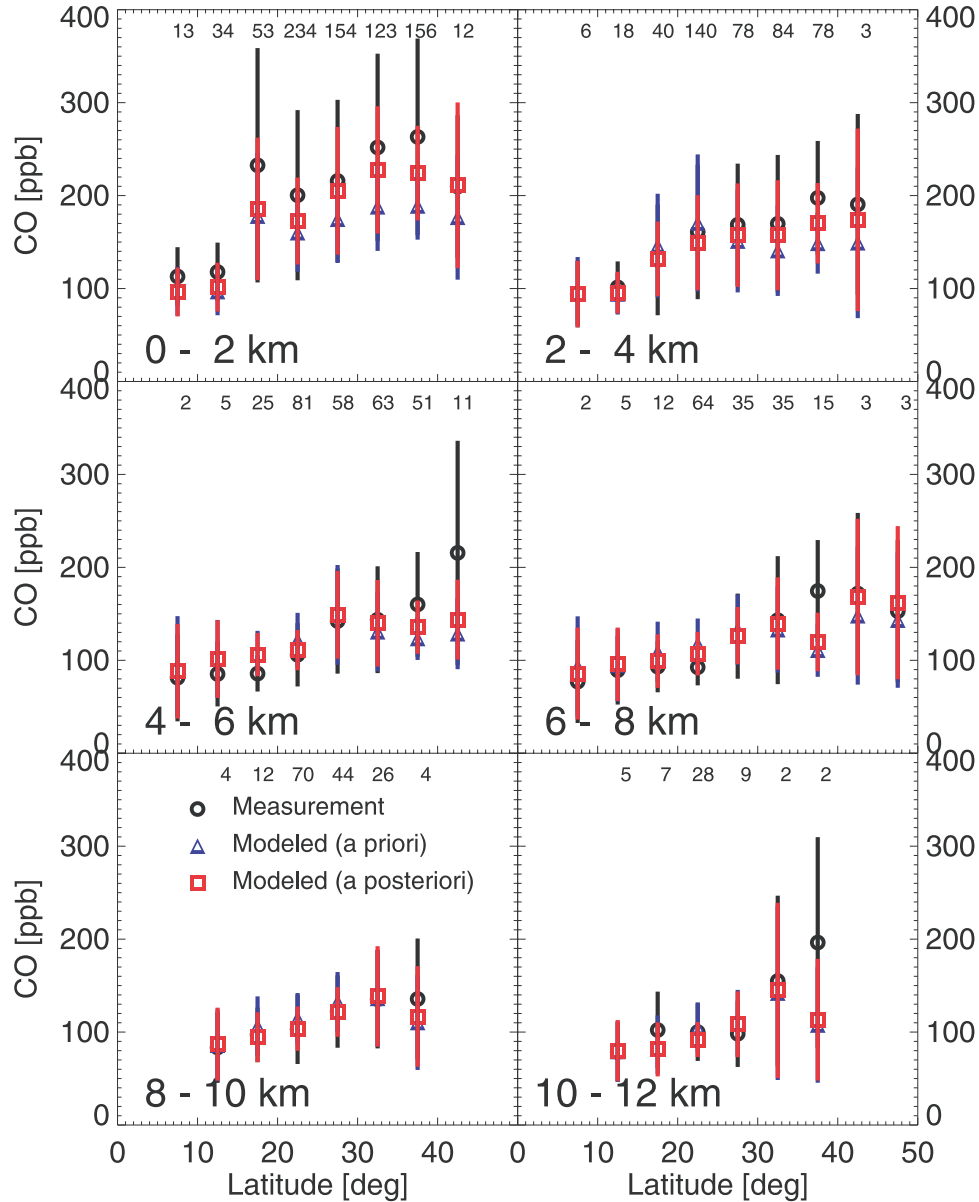 400 400
13 34 53 234 154 123 156 12
6 18 40 140 78 84 78 3
300 300
CO [ppb]
200 200
100 100
0 - 2 km
2 - 4 km
0 0
400 400
2 5 25 81 58 63 51 11
2 5 12 64 35 35 15 3 3
300 300
CO [ppb]
200 200
100 100
4 - 6 km
6 - 8 km
0 0
400 400
4 12 70 44 26 4
5 7 28 9 2 2
Measurement
Modeled (a priori)
Modeled (a posteriori)
300 300
CO [ppb]
200 200
100 100
8 - 10 km
10 - 12 km
0 0
0 10 20 30 40 0 10 20 30 40 50
Latitude [deg] Latitude [deg]